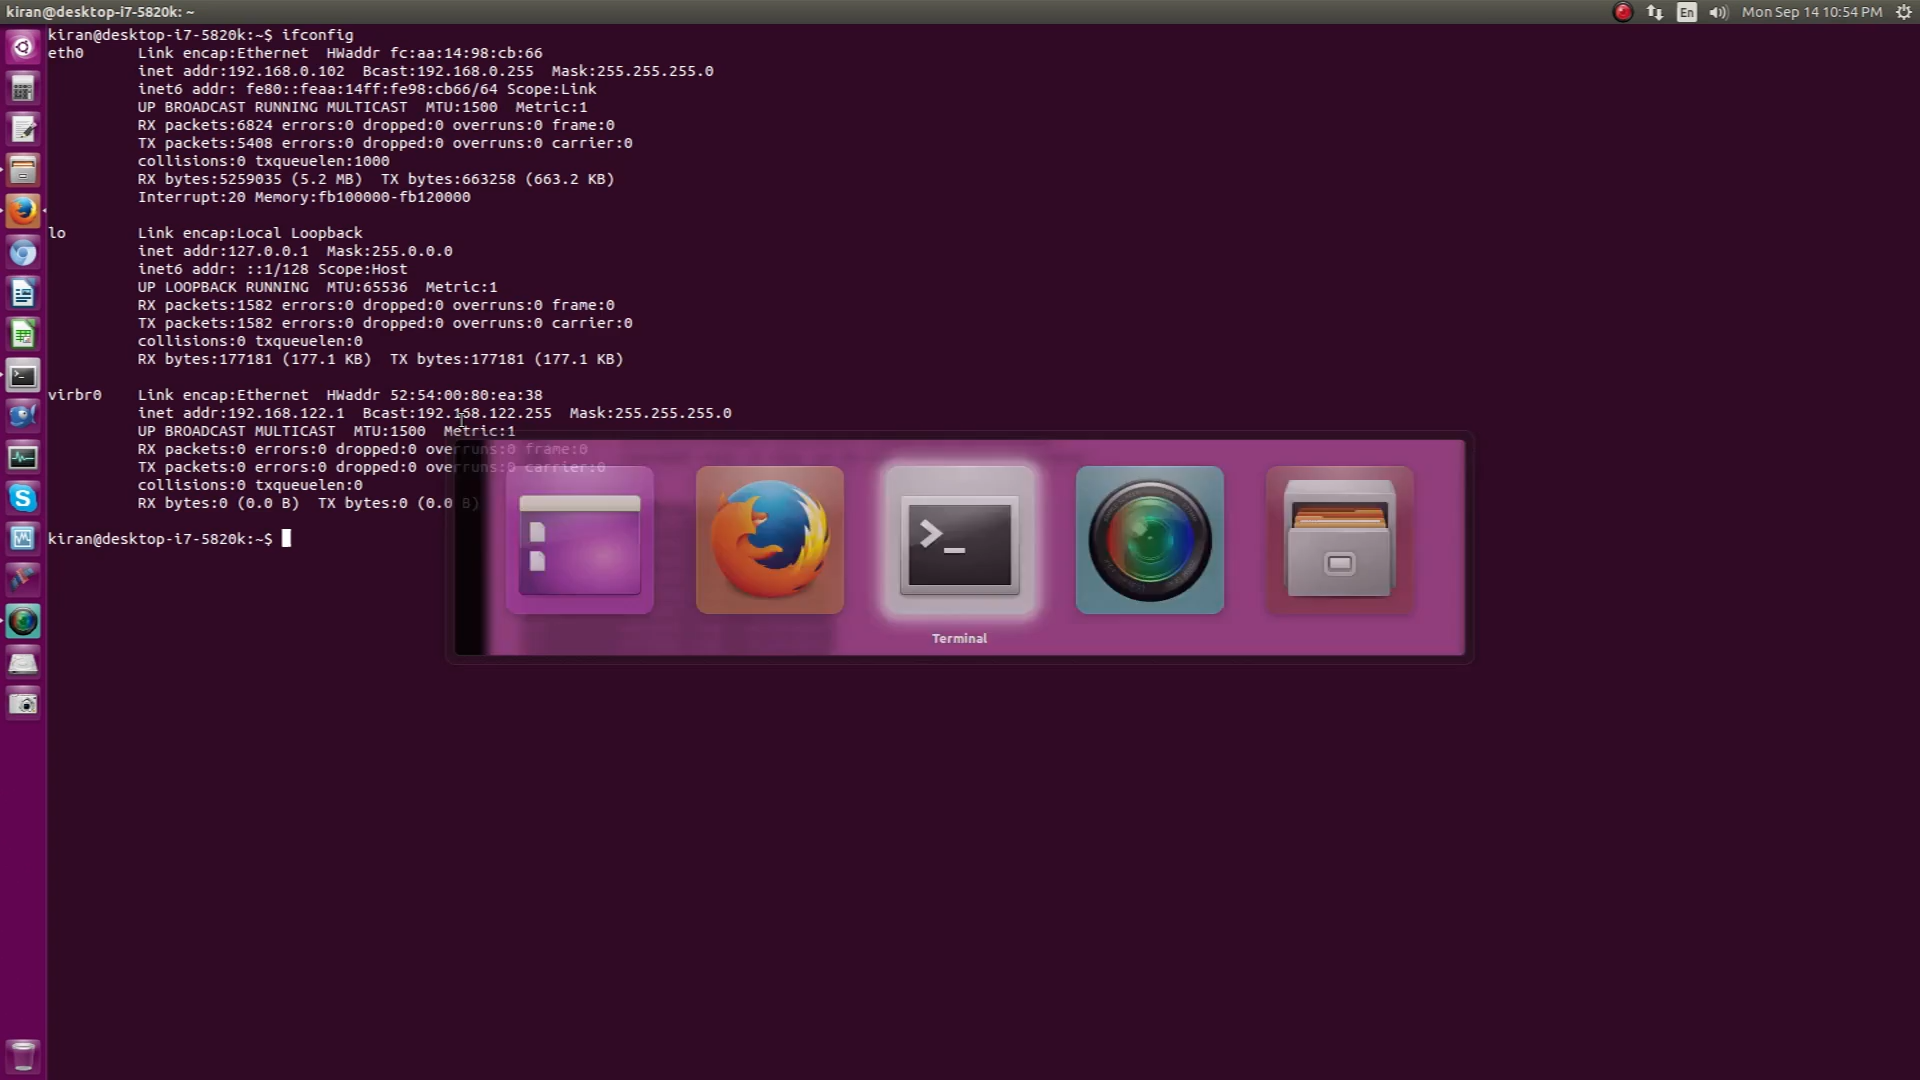 kiran@desktop-i7-5820k: ~
En
Mon Sep 14 10:54 PM
kiran@desktop-i7-5820k:~$ ifconfig
eth0      Link encap:Ethernet  HWaddr fc:aa:14:98:cb:66
          inet addr:192.168.0.102  Bcast:192.168.0.255  Mask:255.255.255.0
          inet6 addr: fe80::feaa:14ff:fe98:cb66/64 Scope:Link
          UP BROADCAST RUNNING MULTICAST  MTU:1500  Metric:1
          RX packets:6824 errors:0 dropped:0 overruns:0 frame:0
          TX packets:5408 errors:0 dropped:0 overruns:0 carrier:0
          collisions:0 txqueuelen:1000
          RX bytes:5259035 (5.2 MB)  TX bytes:663258 (663.2 KB)
          Interrupt:20 Memory:fb100000-fb120000
lo        Link encap:Local Loopback
          inet addr:127.0.0.1  Mask:255.0.0.0
          inet6 addr: ::1/128 Scope:Host
          UP LOOPBACK RUNNING  MTU:65536  Metric:1
          RX packets:1582 errors:0 dropped:0 overruns:0 frame:0
          TX packets:1582 errors:0 dropped:0 overruns:0 carrier:0
          collisions:0 txqueuelen:0
          RX bytes:177181 (177.1 KB)  TX bytes:177181 (177.1 KB)
virbr0    Link encap:Ethernet  HWaddr 52:54:00:80:ea:38
          inet addr:192.168.122.1  Bcast:192.168.122.255  Mask:255.255.255.0
          UP BROADCAST MULTICAST  MTU:1500  Metric:1
          RX packets:0 errors:0 dropped:0 overruns:0 frame:0
          TX packets:0 errors:0 dropped:0 overruns:0 carrier:0
          collisions:0 txqueuelen:0
          RX bytes:0 (0.0 B)  TX bytes:0 (0.0 B)
kiran@desktop-i7-5820k:~$
Terminal